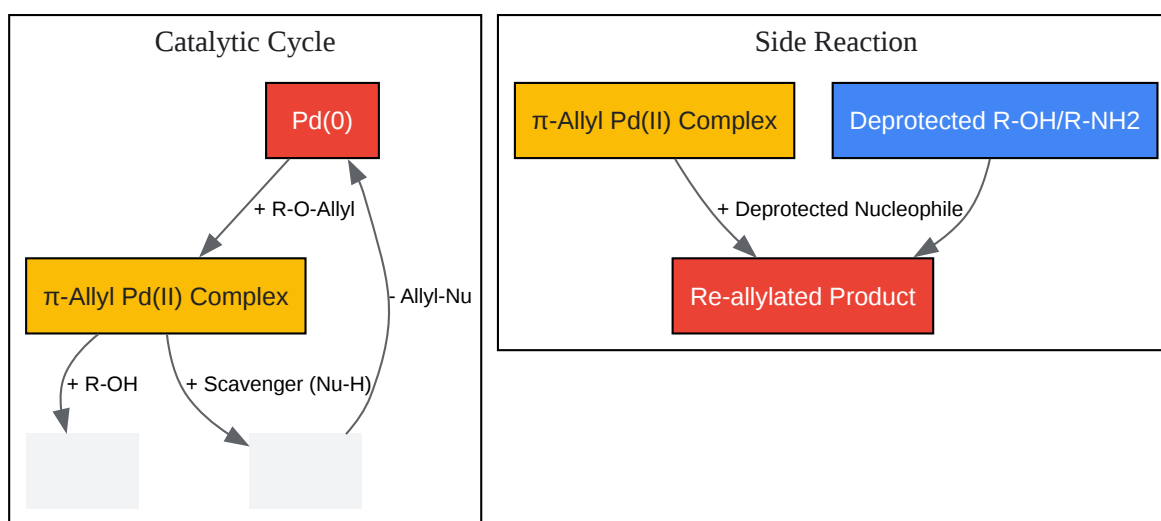 Catalytic Cycle
Pd(0)
+ R-O-Allyl
π-Allyl Pd(II) Complex
- Allyl-Nu
+ R-OH
+ Scavenger (Nu-H)
Side Reaction
π-Allyl Pd(II) Complex
Deprotected R-OH/R-NH2
+ Deprotected Nucleophile
Re-allylated Product